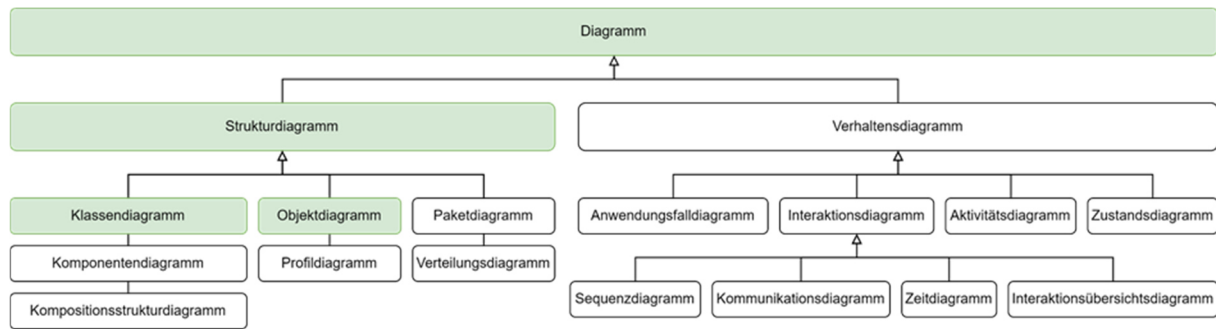 Diagramm
Strukturdiagramm
Verhaltensdiagramm
Klassendiagramm
Objektdiagramm
Paketdiagramm
Anwendungsfalldiagramm
Interaktionsdiagramm
Aktivitätsdiagramm
Zustandsdiagramm
Komponentendiagramm
Profildiagramm
Verteilungsdiagramm
Kompositionsstrukturdiagramm
Sequenzdiagramm
Kommunikationsdiagramm
Zeitdiagramm
Interaktionsübersichtsdiagramm